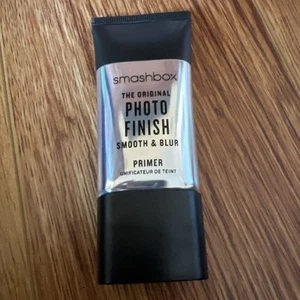 smashbox
THE ORIGINAL
PHOTO
FINISH
SMOOTH & BLUR
PRIMER
UNIFICATEUR DE TEINT